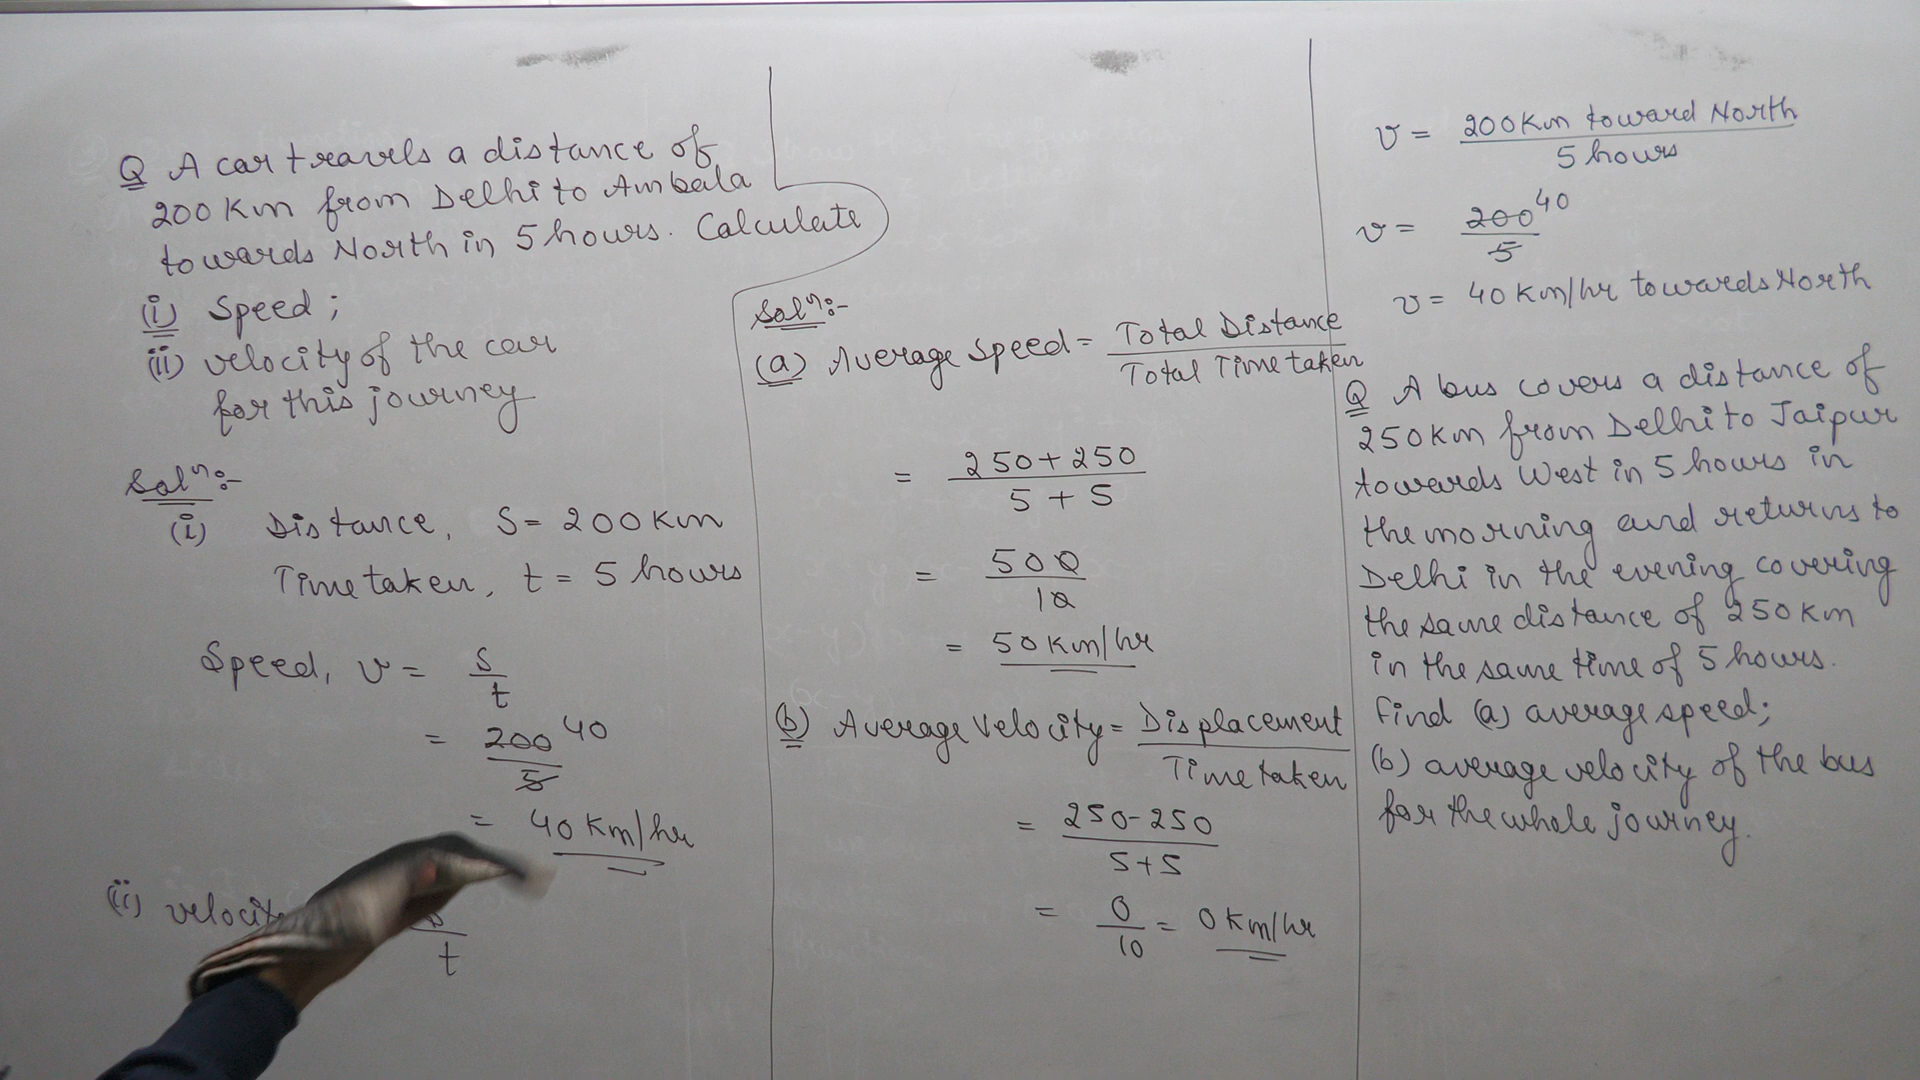 Q A car travels a distance of
200 Km from Delhi to Ambala
towards North in 5 hours. Calculate
(i) Speed;
(ii) velocity of the car
for this journey
Solⁿ:-
(i) Distance, S = 200 Km
Time taken, t = 5 hours
Speed, v = s/t
= 200/5 40
= 40 Km/hr
(ii)
t
v = 200 Km toward North / 5 hours
v = 200/5 40
v = 40 Km/hr towards North
Q A bus covers a distance of
250 Km from Delhi to Jaipur
towards West in 5 hours in
the morning and returns to
Delhi in the evening covering
the same distance of 250 Km
in the same time of 5 hours.
Find (a) average speed;
(b) average velocity of the bus
for the whole journey.
Solⁿ:-
(a) Average Speed = Total Distance / Total Time taken
= 250 + 250 / 5 + 5
= 500/10
= 50 Km/hr
(b) Average Velocity = Displacement / Time taken
= 250 - 250 / 5 + 5
= 0/10 = 0 Km/hr